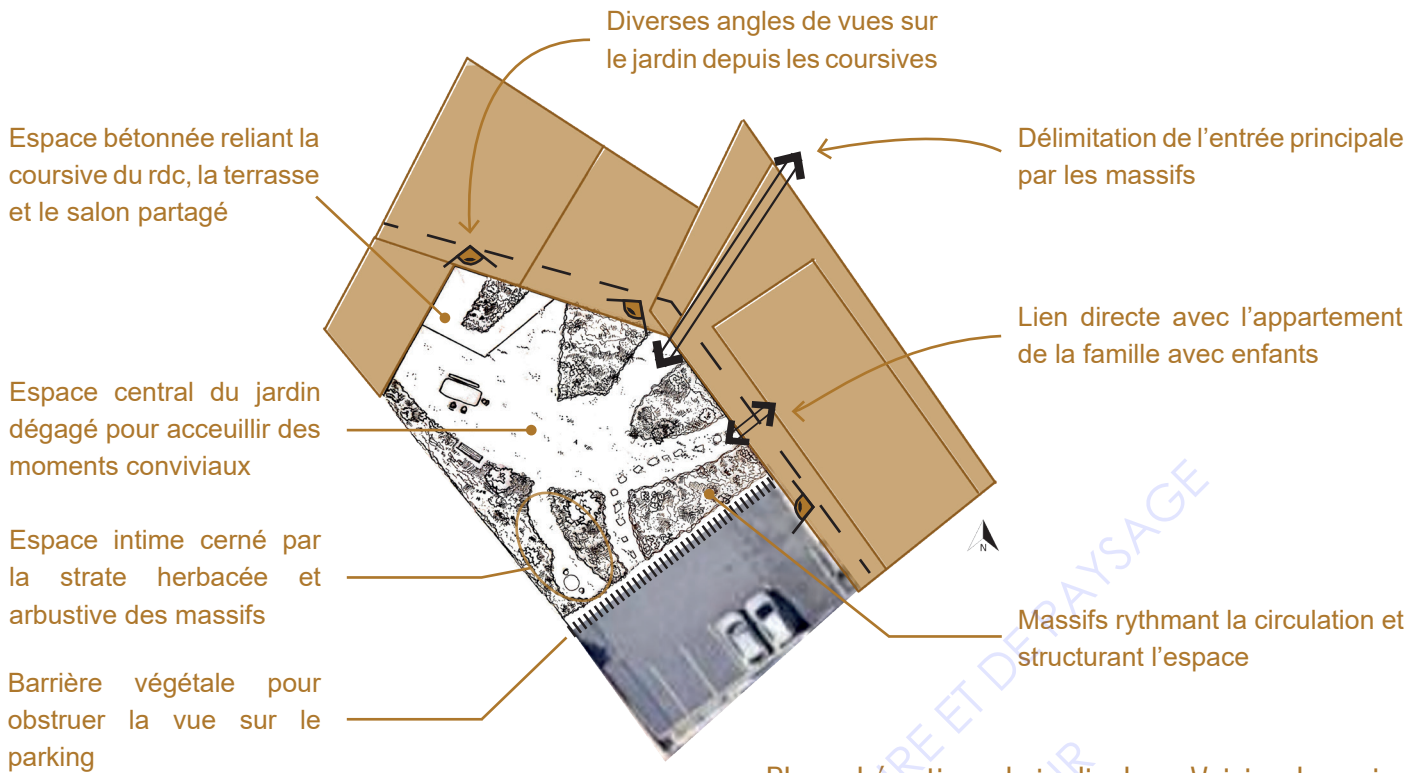 Diverses angles de vues sur
le jardin depuis les coursives
Espace bétonnée reliant la
coursive du rdc, la terrasse
et le salon partagé
Délimitation de l’entrée principale
par les massifs
Lien directe avec l’appartement
de la famille avec enfants
Espace central du jardin
dégagé pour acceuillir des
moments conviviaux
Espace intime cerné par
la strate herbacée et
arbustive des massifs
N
Massifs rythmant la circulation et
structurant l’espace
Barrière végétale pour
obstruer la vue sur le
parking
RE ET DE PAYSAGE